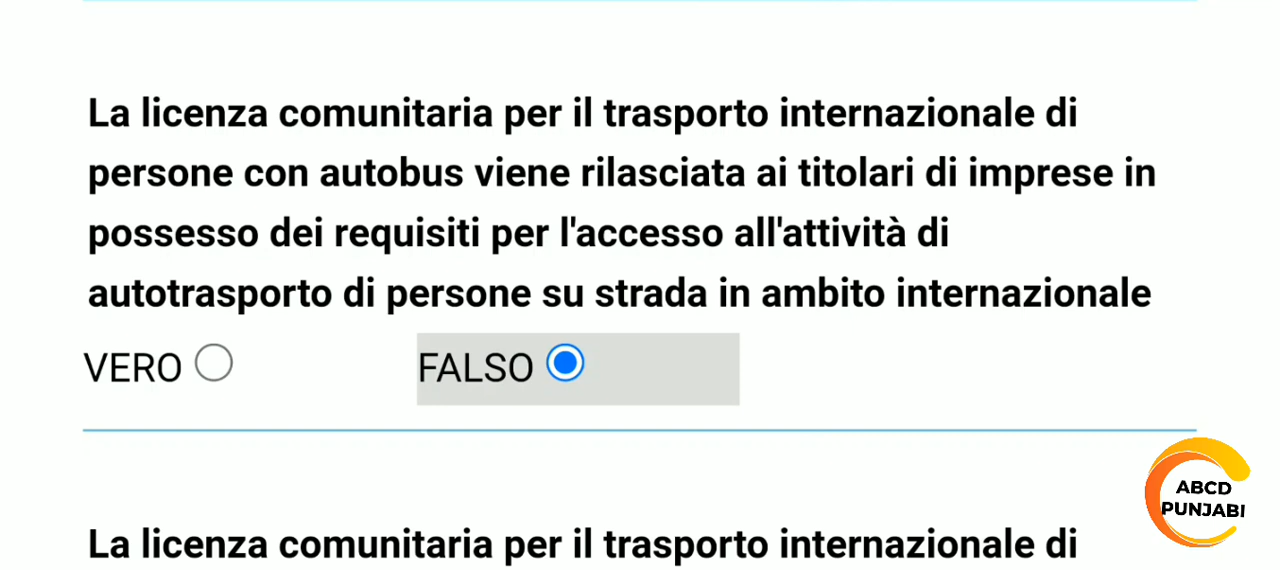 La licenza comunitaria per il trasporto internazionale di
persone con autobus viene rilasciata ai titolari di imprese in
possesso dei requisiti per l'accesso all'attività di
autotrasporto di persone su strada in ambito internazionale
VERO FALSO
ABCD
PUNJABI
La licenza comunitaria per il trasporto internazionale di